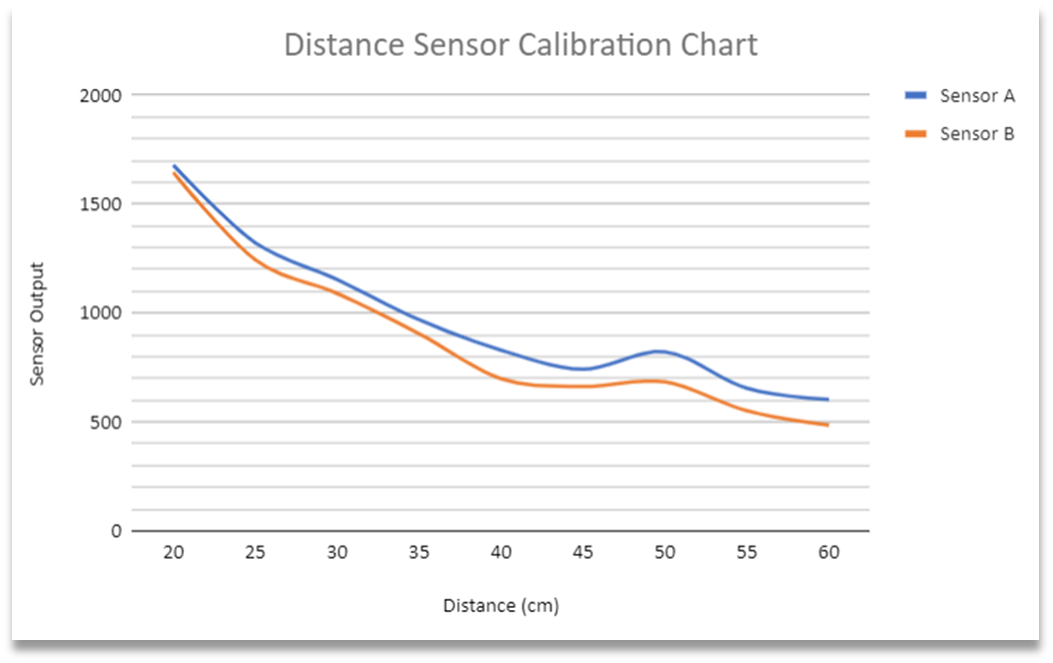 Distance Sensor Calibration Chart
Sensor A
Sensor B
2000
1500
1000
500
0
Sensor Output
20 25 30 35 40 45 50 55 60
Distance (cm)